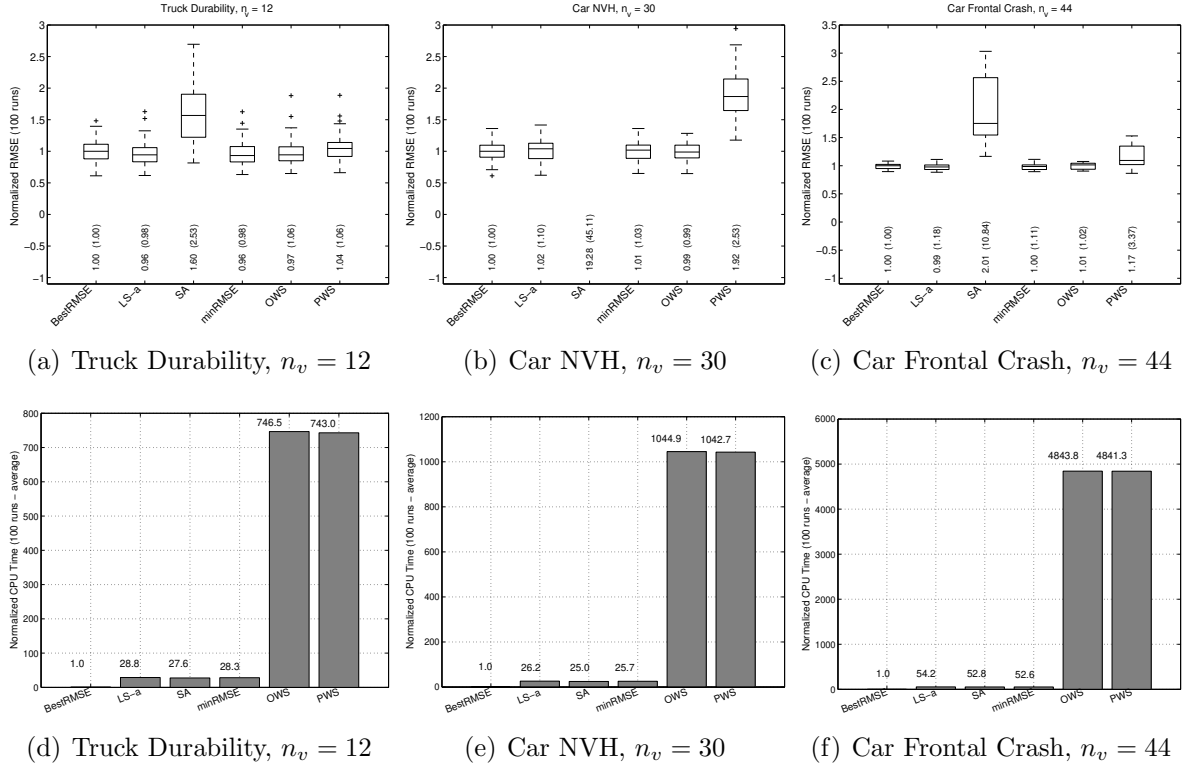 Truck Durability, n_v = 12
Normalized RMSE (100 runs)
3
2.5
2
1.5
1
0.5
0
−0.5
−1
1.00 (1.00)
0.96 (0.98)
1.60 (2.53)
0.96 (0.98)
0.97 (1.06)
1.04 (1.06)
BestRMSE
LS−a
SA
minRMSE
OWS
PWS
(a) Truck Durability, n_v = 12
Car NVH, n_v = 30
Normalized RMSE (100 runs)
3
2.5
2
1.5
1
0.5
0
−0.5
−1
1.00 (1.00)
1.02 (1.10)
19.28 (45.11)
1.01 (1.03)
0.99 (0.99)
1.92 (2.53)
BestRMSE
LS−a
SA
minRMSE
OWS
PWS
(b) Car NVH, n_v = 30
Car Frontal Crash, n_v = 44
Normalized RMSE (100 runs)
3.5
3
2.5
2
1.5
1
0.5
0
−0.5
−1
1.00 (1.00)
0.99 (1.18)
2.01 (10.84)
1.00 (1.11)
1.01 (1.02)
1.17 (3.37)
BestRMSE
LS−a
SA
minRMSE
OWS
PWS
(c) Car Frontal Crash, n_v = 44
Normalized CPU Time (100 runs − average)
800
700
600
500
400
300
200
100
0
1.0
28.8
27.6
28.3
746.5
743.0
BestRMSE
LS−a
SA
minRMSE
OWS
PWS
(d) Truck Durability, n_v = 12
Normalized CPU Time (100 runs − average)
1200
1000
800
600
400
200
0
1.0
26.2
25.0
25.7
1044.9
1042.7
BestRMSE
LS−a
SA
minRMSE
OWS
PWS
(e) Car NVH, n_v = 30
Normalized CPU Time (100 runs − average)
6000
5000
4000
3000
2000
1000
0
1.0
54.2
52.8
52.6
4843.8
4841.3
BestRMSE
LS−a
SA
minRMSE
OWS
PWS
(f) Car Frontal Crash, n_v = 44